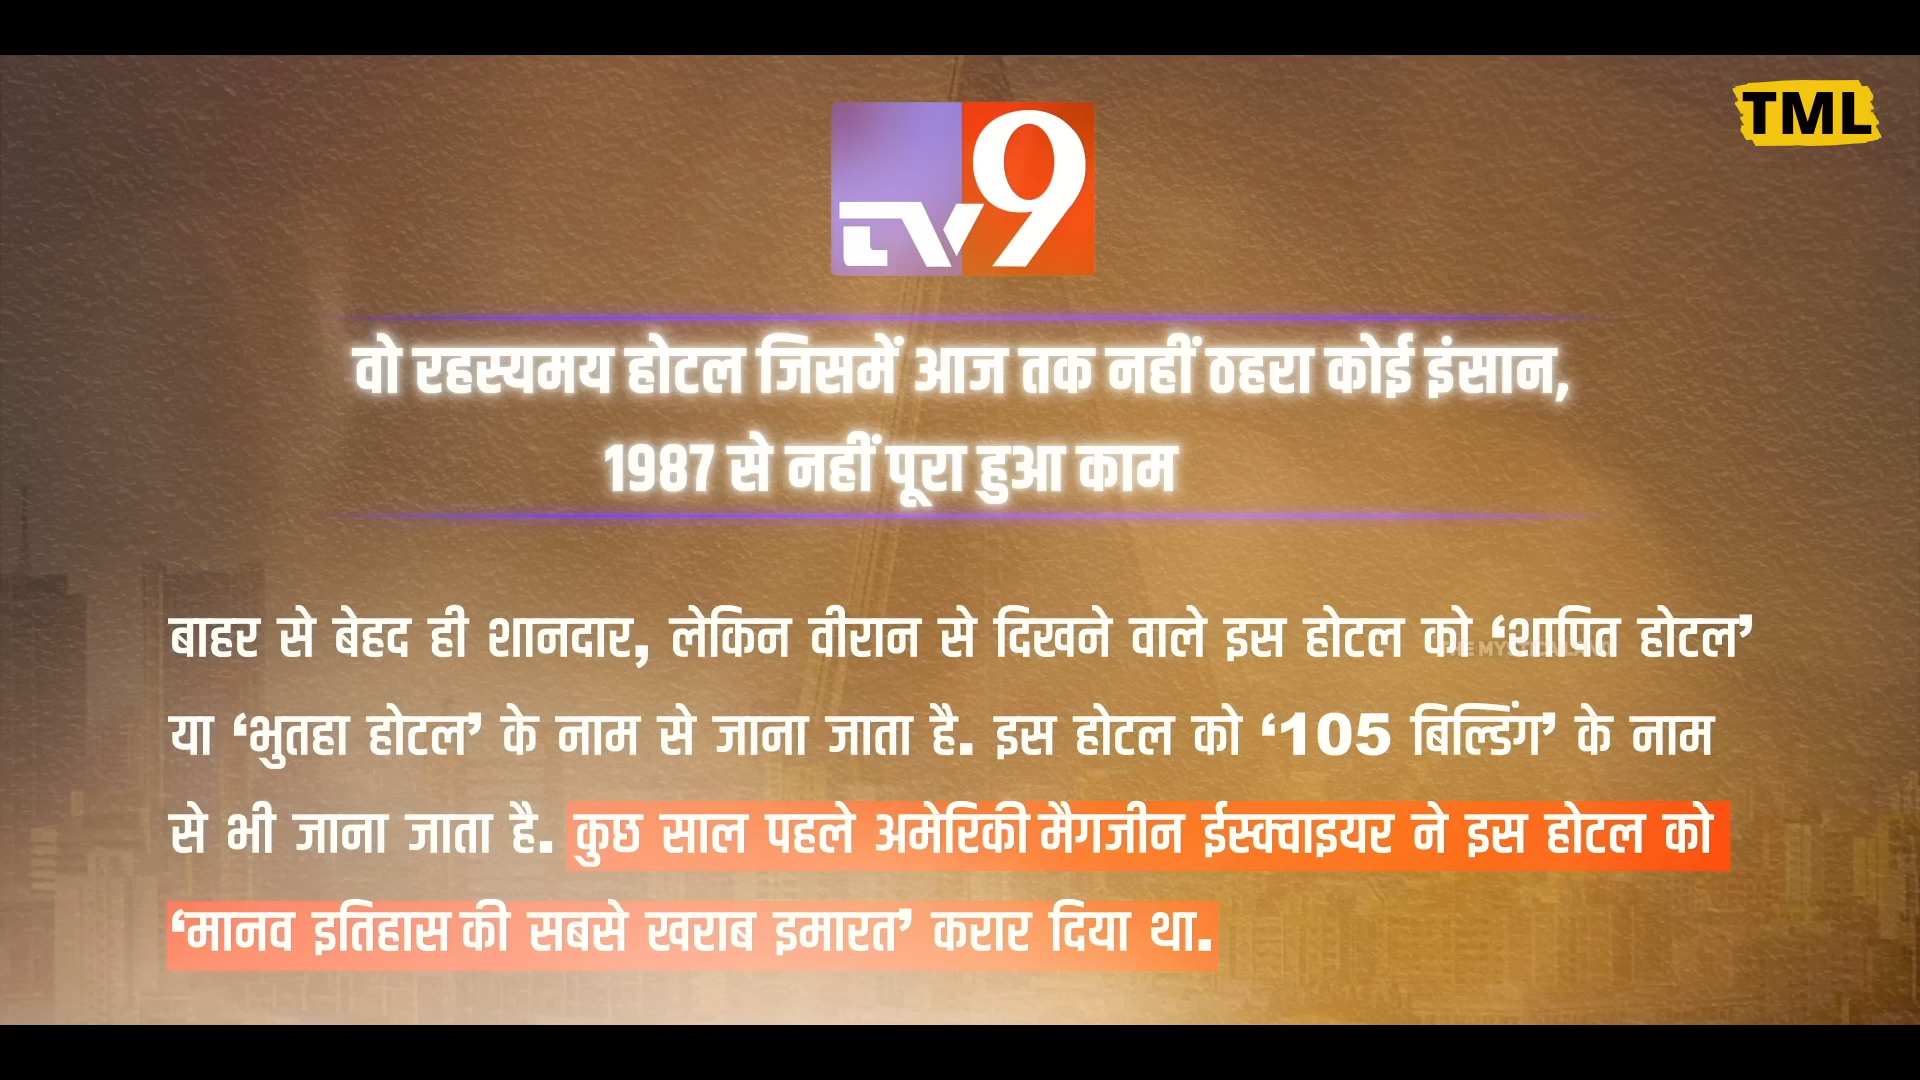 TML
tv9
वो रहस्यमय होटल जिसमें आज तक नहीं ठहरा कोई इंसान,
1987 से नहीं पूरा हुआ काम
बाहर से बेहद ही शानदार, लेकिन वीरान से दिखने वाले इस होटल को ‘शापित होटल’
या ‘भुतहा होटल’ के नाम से जाना जाता है. इस होटल को ‘105 बिल्डिंग’ के नाम
से भी जाना जाता है. कुछ साल पहले अमेरिकी मैगजीन ईस्क्वाइयर ने इस होटल को
‘मानव इतिहास की सबसे खराब इमारत’ करार दिया था.